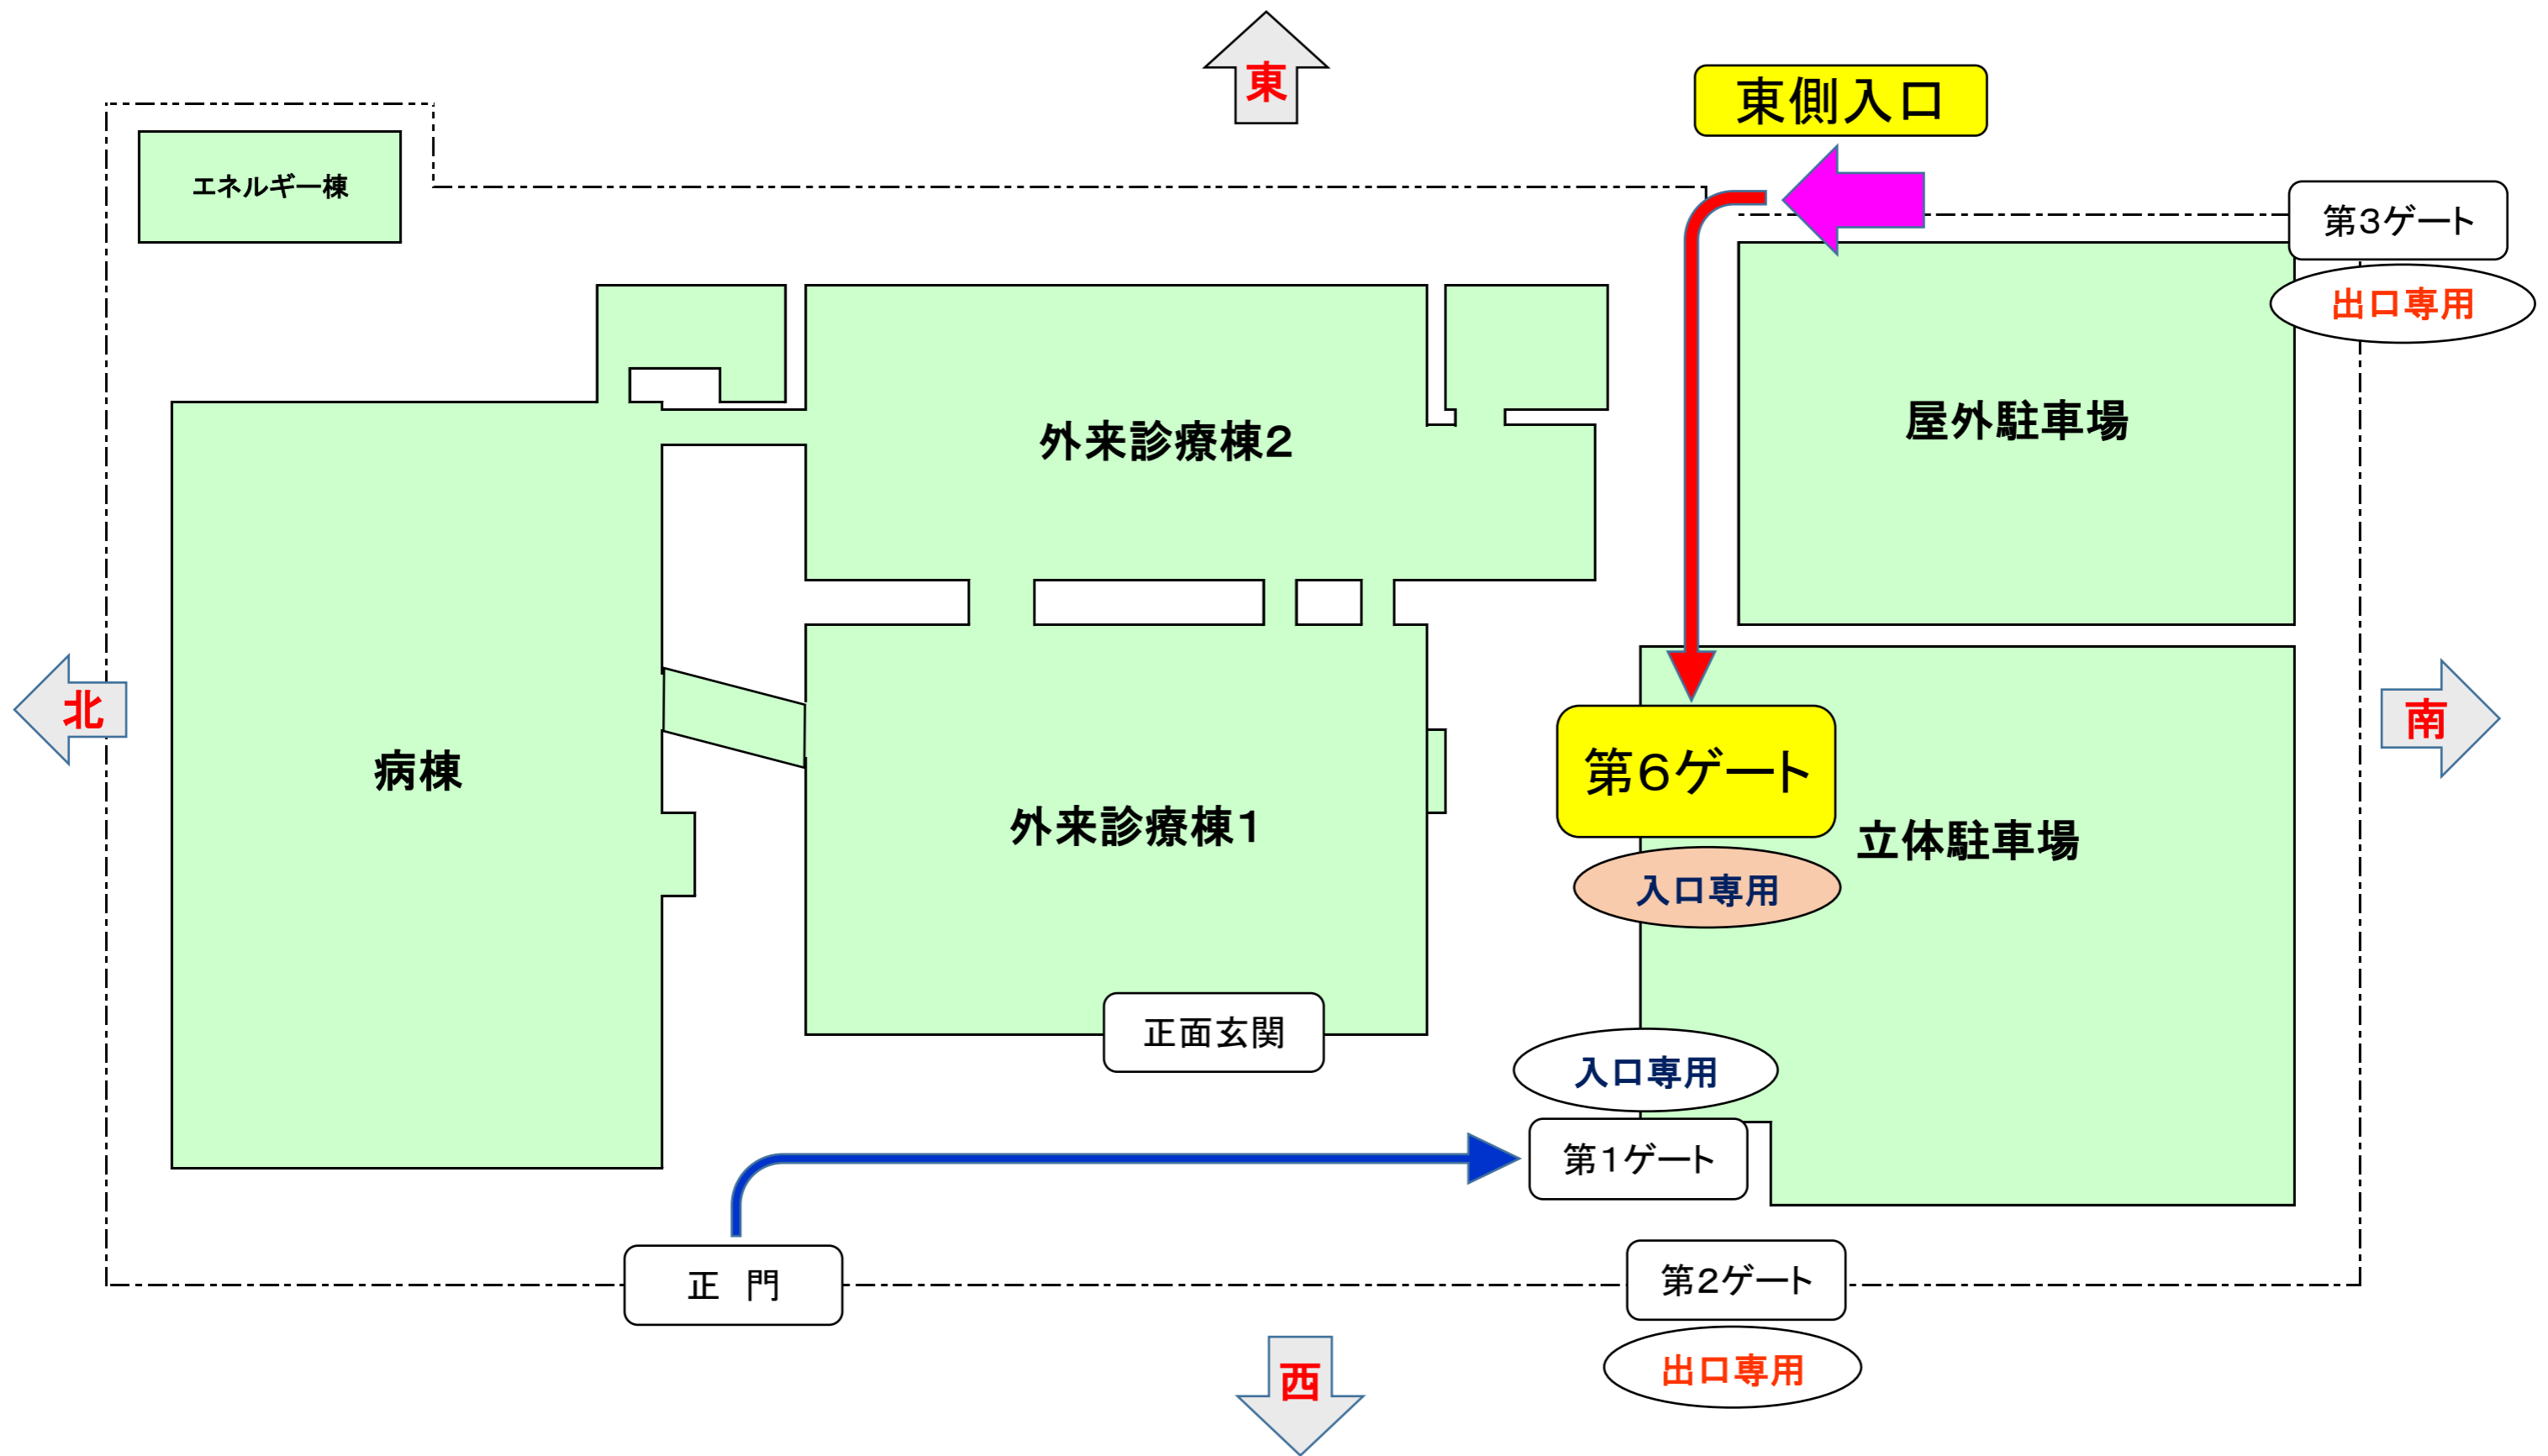 東
東側入口
エネルギー棟
第3ゲート
出口専用
外来診療棟2
屋外駐車場
北
南
病棟
第6ゲート
外来診療棟1
立体駐車場
入口専用
正面玄関
入口専用
第1ゲート
正　門
第2ゲート
出口専用
西